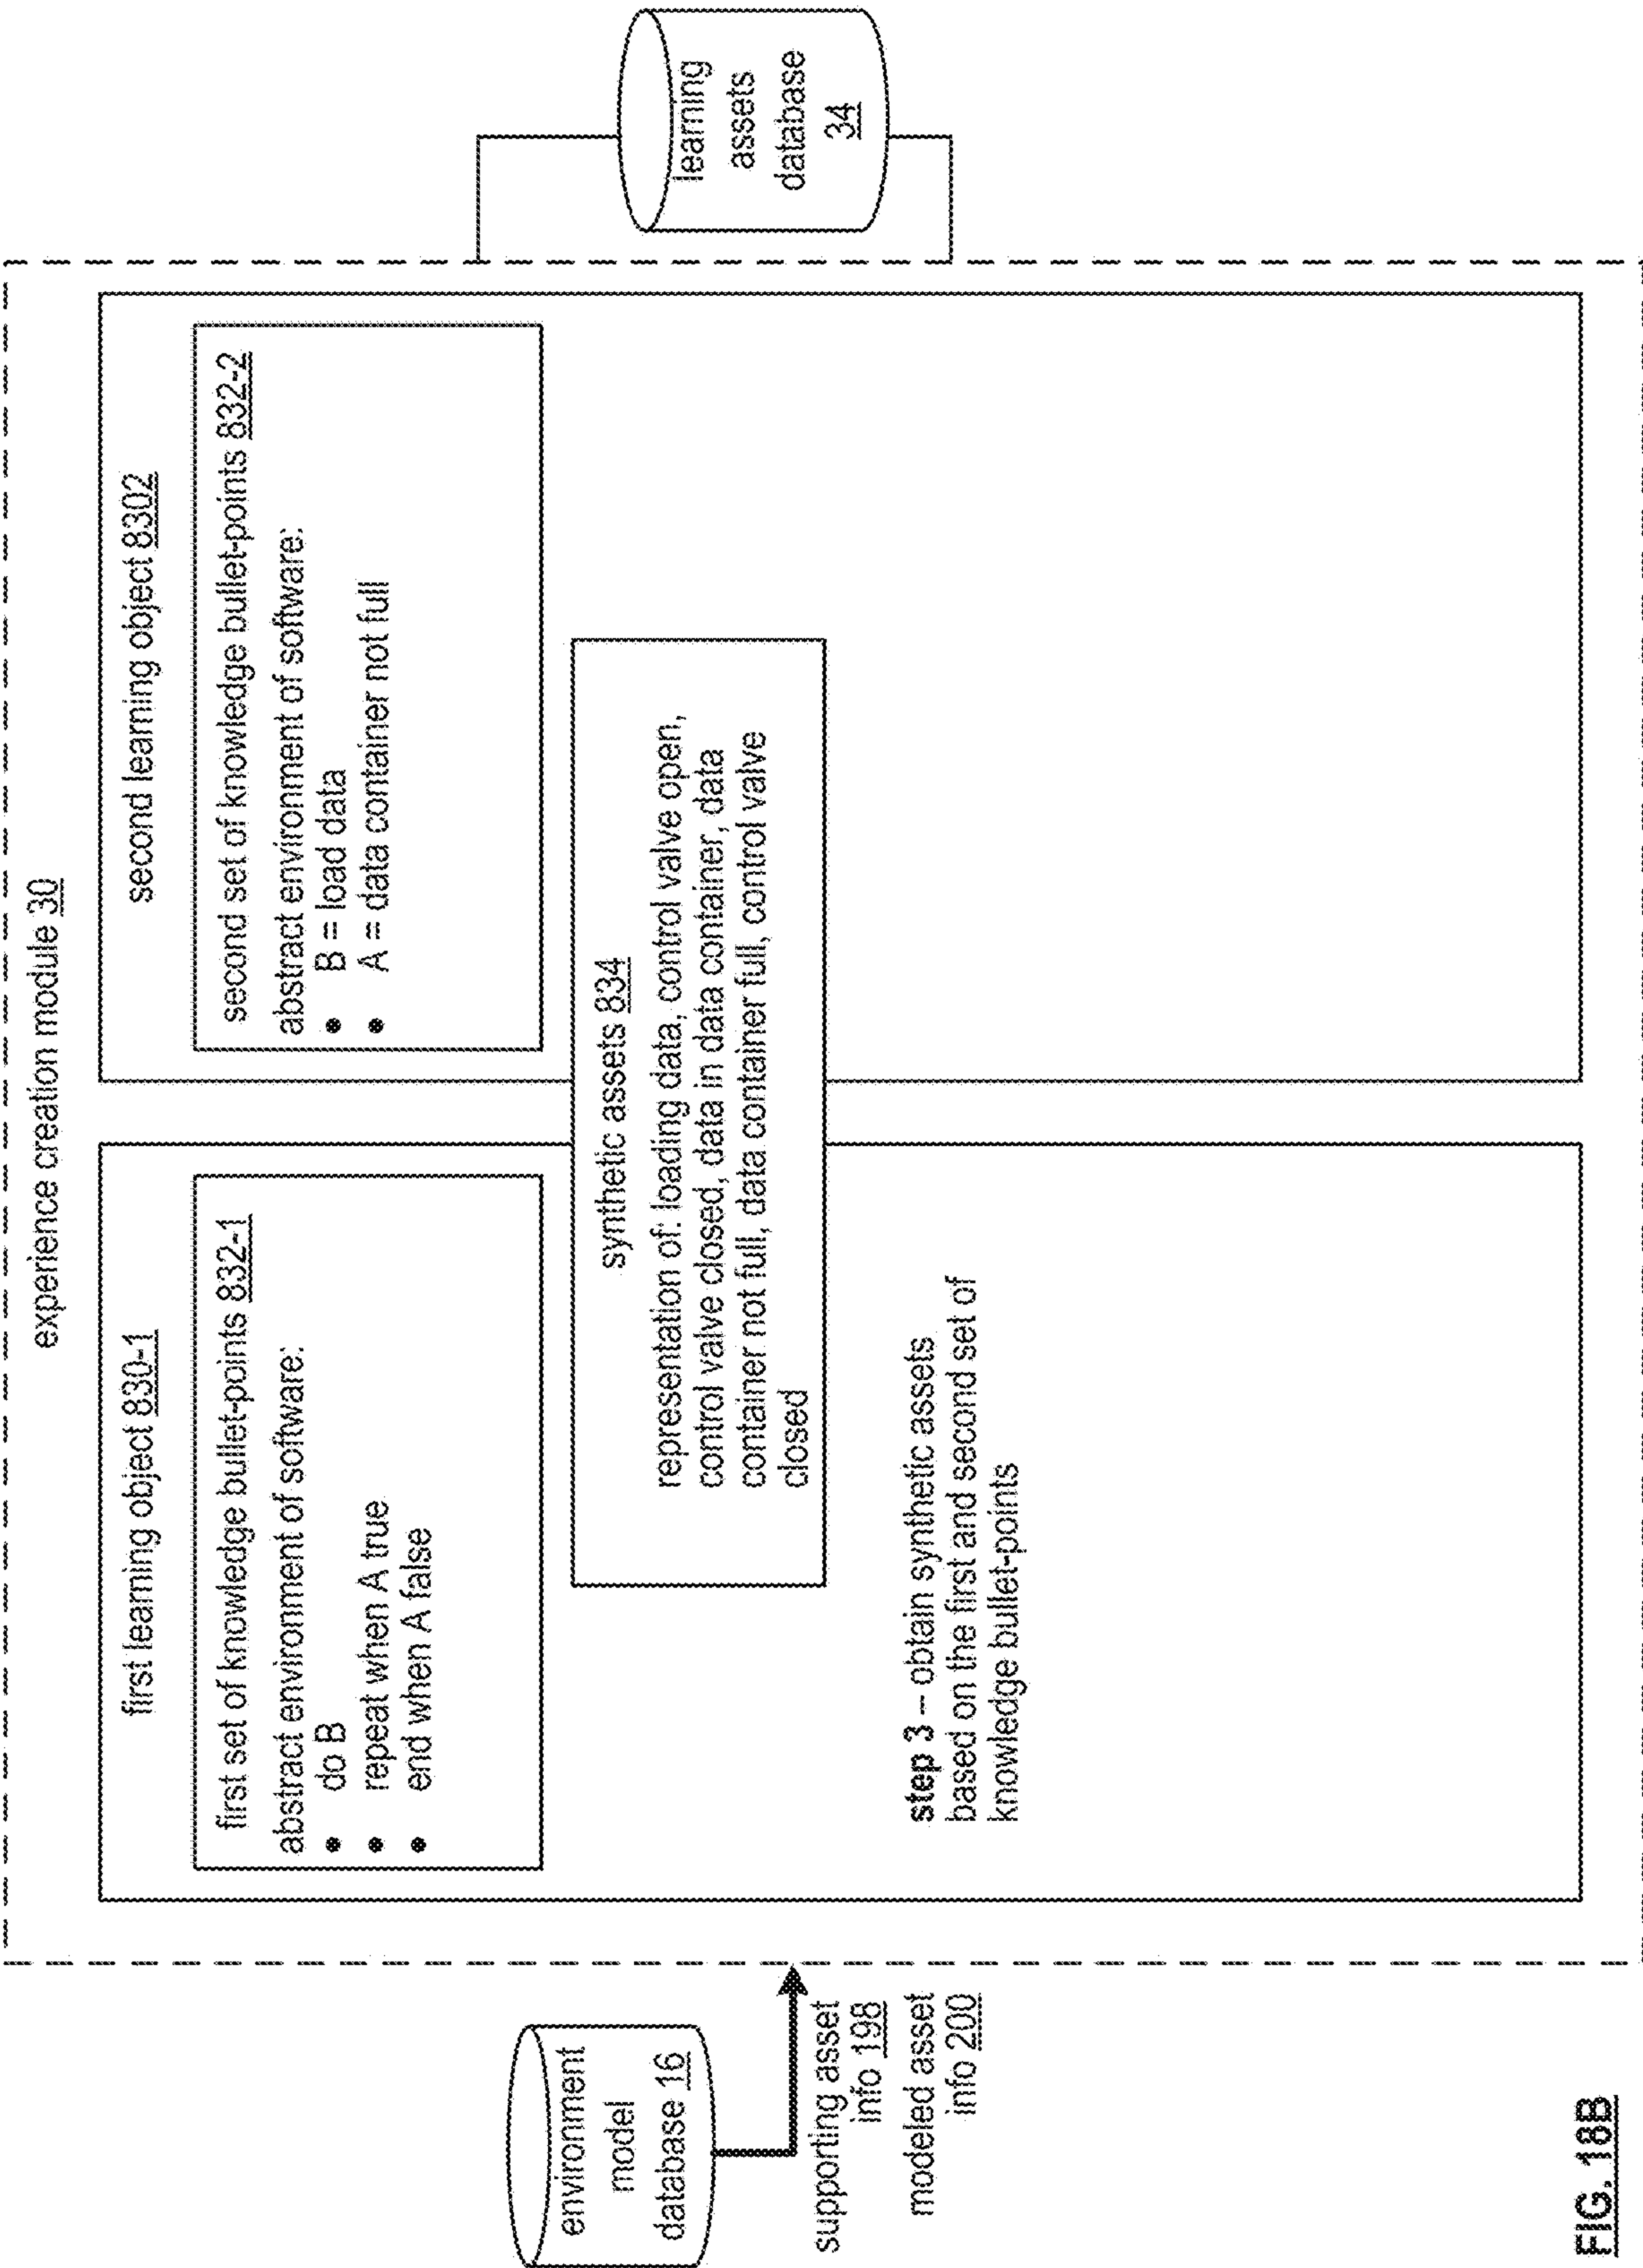 experience creation module 30
environment
model
database 16
supporting asset
info 198
modeled asset
info 200
first learning object 830-1
first set of knowledge bullet-points 832-1
abstract environment of software:
• do B
• repeat when A true
• end when A false
second learning object 8302
second set of knowledge bullet-points 832-2
abstract environment of software:
• B = load data
• A = data container not full
synthetic assets 834
representation of: loading data, control valve open,
control valve closed, data in data container, data
container not full, data container full, control valve
closed
step 3 – obtain synthetic assets
based on the first and second set of
knowledge bullet-points
learning
assets
database
34
FIG. 18B